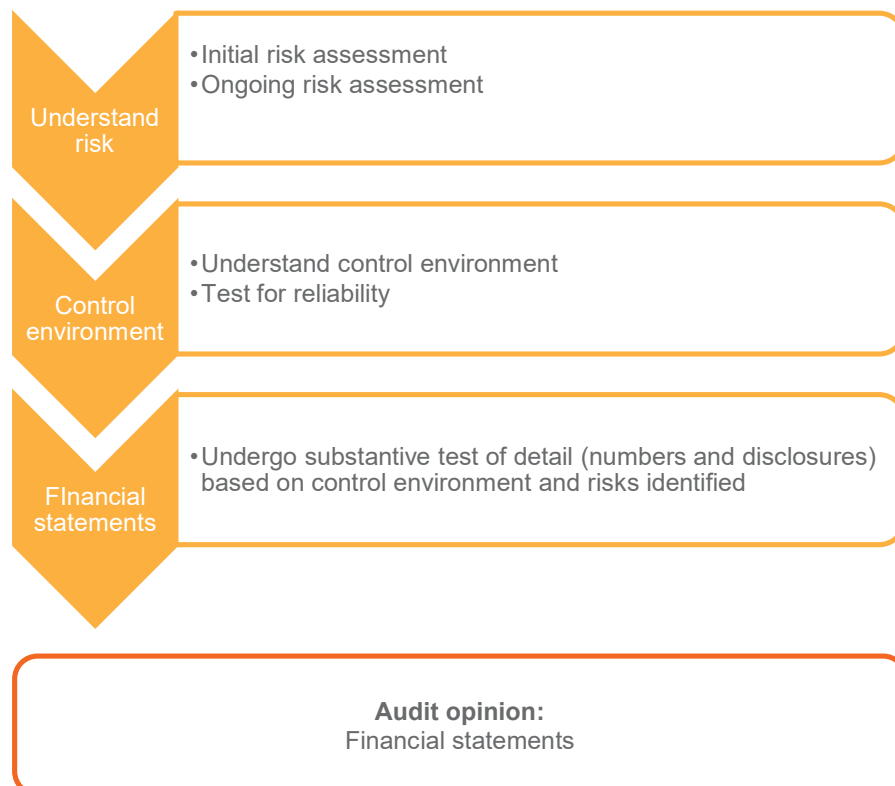 Understand
risk
•Initial risk assessment
•Ongoing risk assessment
Control
environment
•Understand control environment
•Test for reliability
FInancial
statements
•Undergo substantive test of detail (numbers and disclosures)
based on control environment and risks identified
Audit opinion:
Financial statements